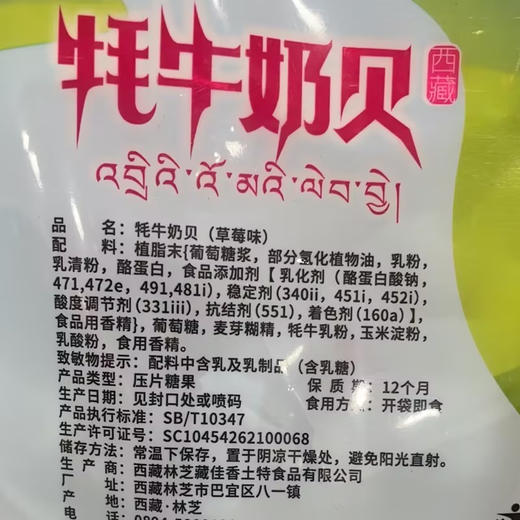 牦牛奶贝
西藏
འབྲིའི་འོ་མའི་ལེབ་བྱེ།
品　　名：牦牛奶贝（草莓味）
配　　料：植脂末{葡萄糖浆，部分氢化植物油，乳粉，
乳清粉，酪蛋白，食品添加剂【 乳化剂（酪蛋白酸钠，
471,472e，491,481i），稳定剂（340ii，451i，452i），
酸度调节剂（331iii），抗结剂（551），着色剂（160a）】，
食品用香精}，葡萄糖，麦芽糊精，牦牛乳粉，玉米淀粉，
乳酸粉，食用香精。
致敏物提示：配料中含乳及乳制品（含乳糖）
产品类型：压片糖果　　保 质 期：12个月
生产日期：见封口处或喷码　　食用方式：开袋即食
产品执行标准：SB/T10347
生产许可证号：SC10454262100068
储存方法：常温下保存，置于阴凉干燥处，避免阳光直射。
生 产 商：西藏林芝藏佳香土特食品有限公司
厂　　址：西藏林芝市巴宜区八一镇
产　　地：西藏·林芝
电　　话：